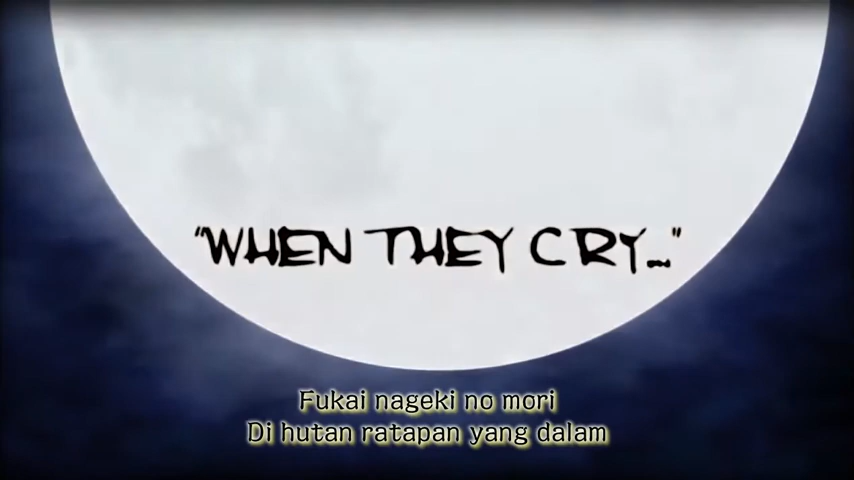 "WHEN THEY CRY..."
Fukai nageki no mori
Di hutan ratapan yang dalam